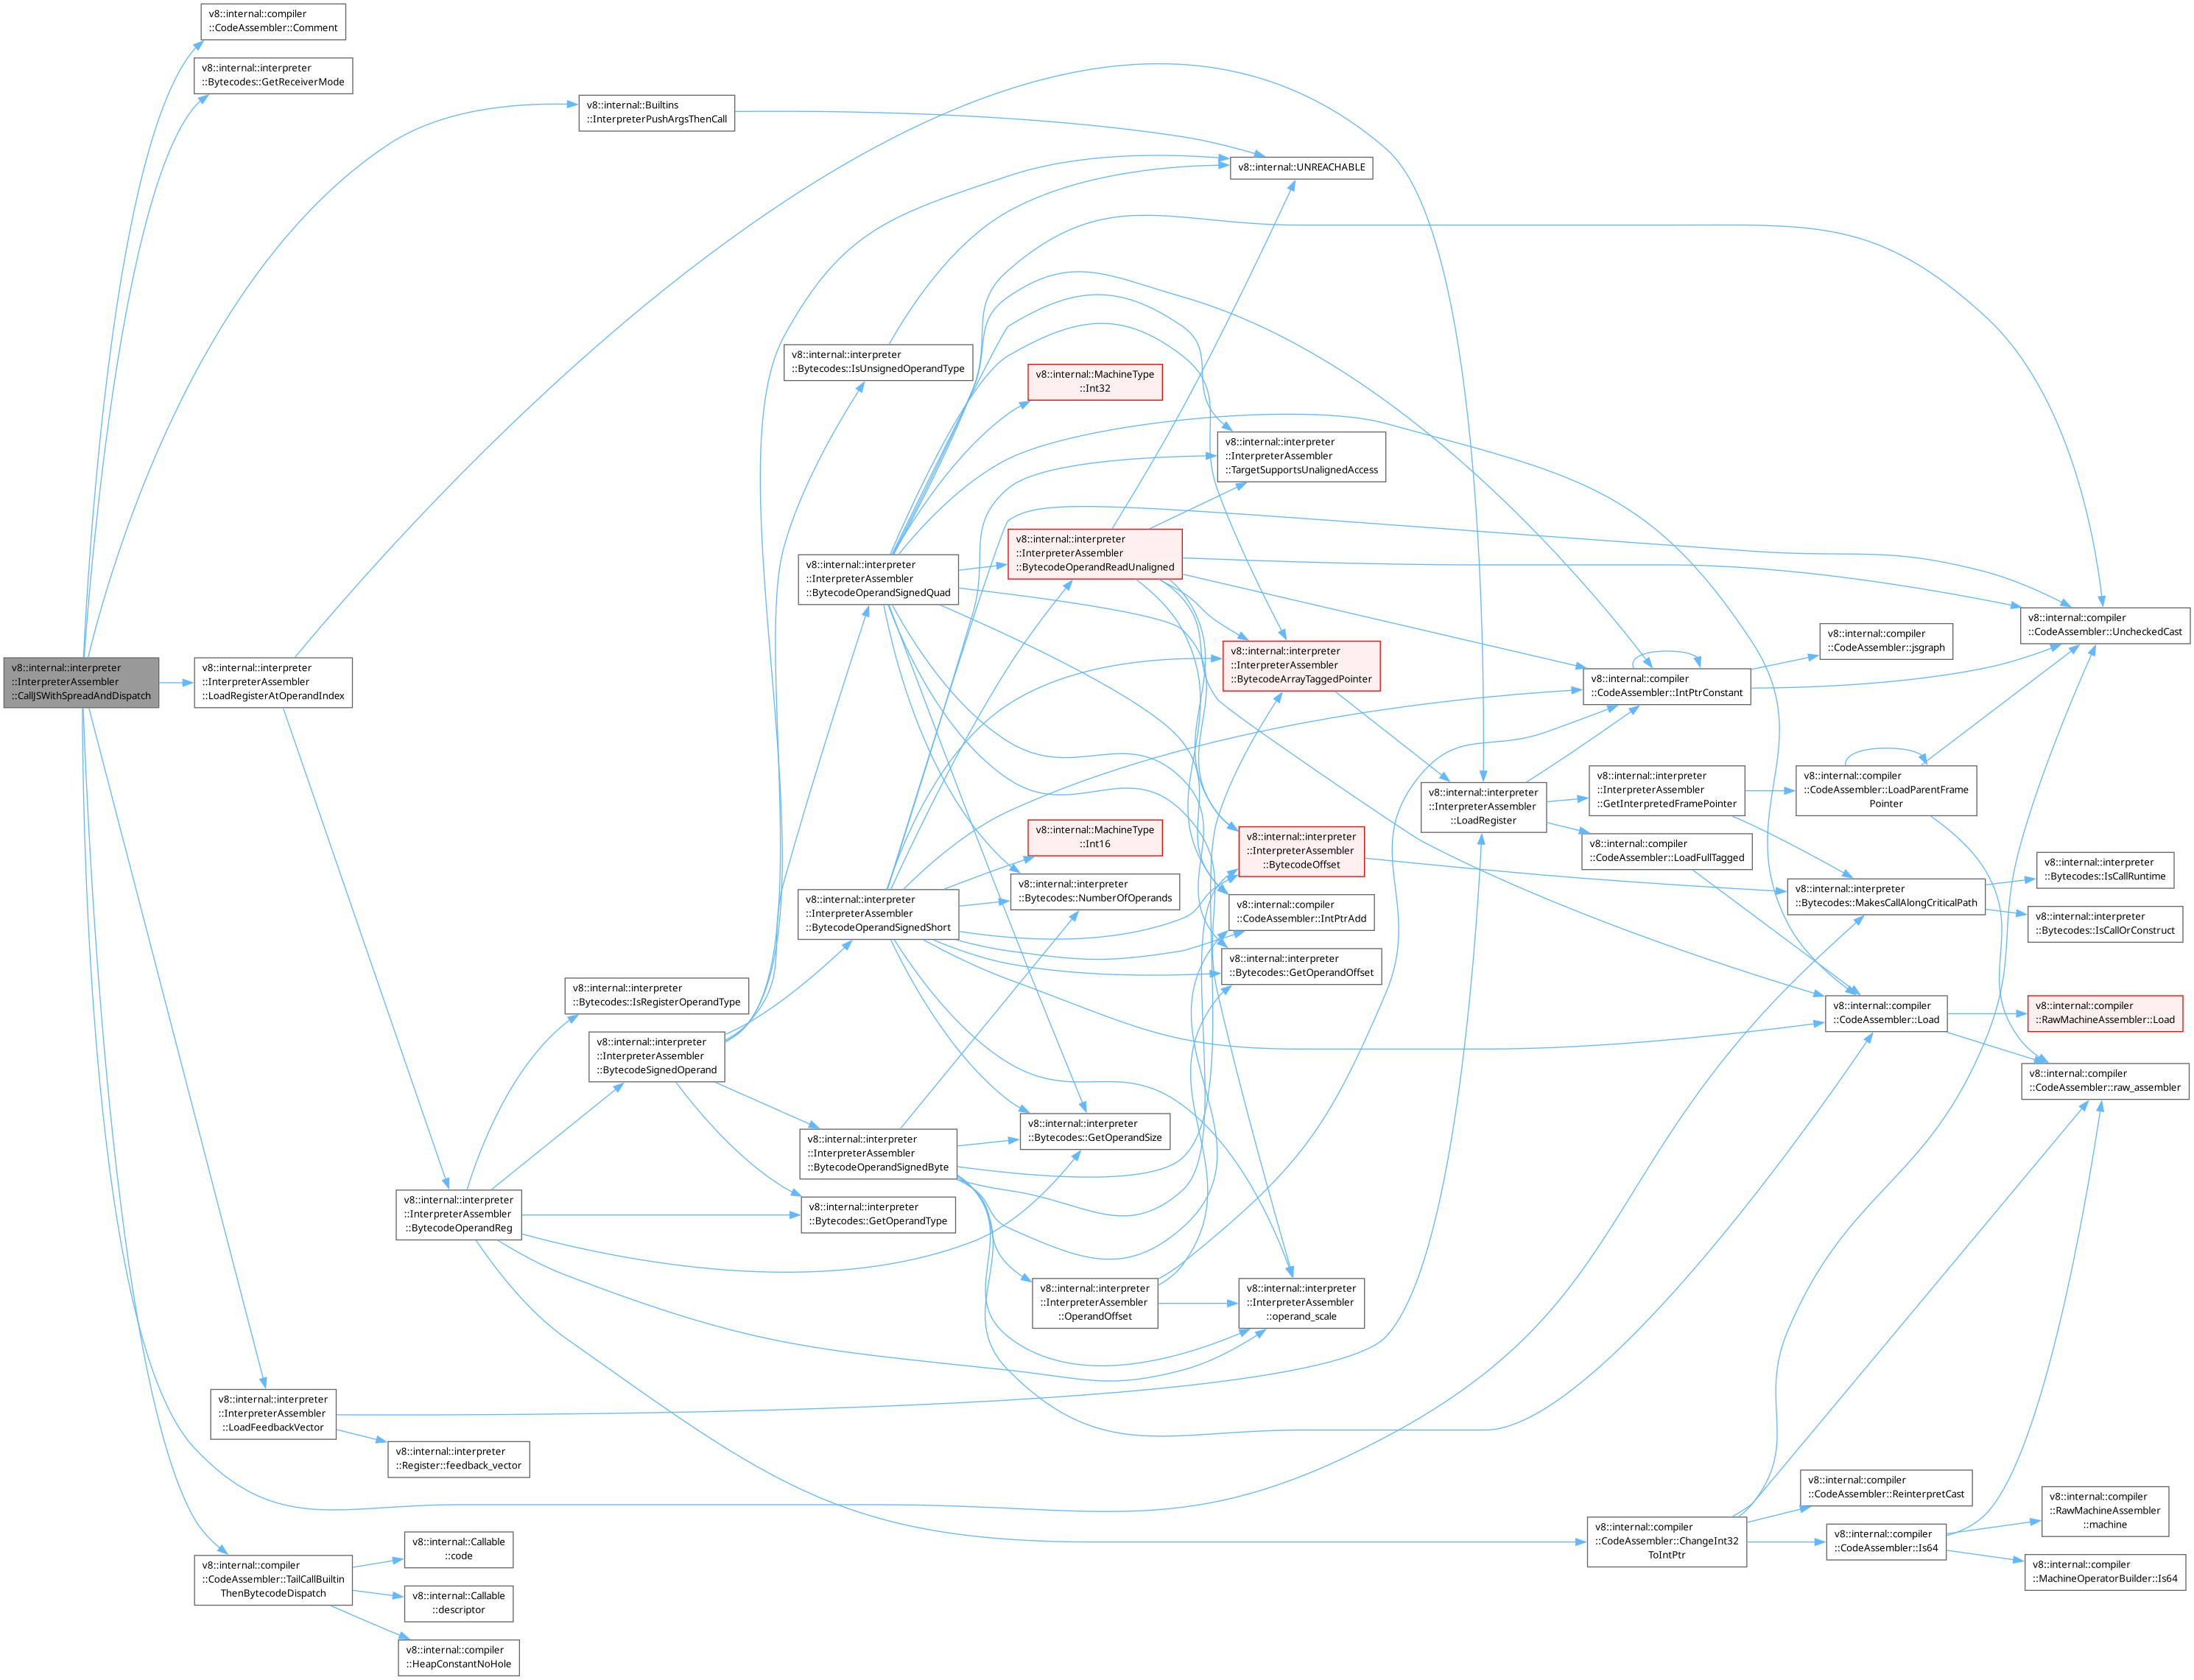 v8::internal::compiler
::CodeAssembler::Comment
v8::internal::interpreter
::Bytecodes::GetReceiverMode
v8::internal::Builtins
::InterpreterPushArgsThenCall
v8::internal::UNREACHABLE
v8::internal::interpreter
::Bytecodes::IsUnsignedOperandType
v8::internal::MachineType
::Int32
v8::internal::interpreter
::InterpreterAssembler
::TargetSupportsUnalignedAccess
v8::internal::interpreter
::InterpreterAssembler
::BytecodeOperandReadUnaligned
v8::internal::interpreter
::InterpreterAssembler
::BytecodeOperandSignedQuad
v8::internal::compiler
::CodeAssembler::UncheckedCast
v8::internal::compiler
::CodeAssembler::jsgraph
v8::internal::interpreter
::InterpreterAssembler
::BytecodeArrayTaggedPointer
v8::internal::compiler
::CodeAssembler::IntPtrConstant
v8::internal::interpreter
::InterpreterAssembler
::CallJSWithSpreadAndDispatch
v8::internal::interpreter
::InterpreterAssembler
::LoadRegisterAtOperandIndex
v8::internal::interpreter
::InterpreterAssembler
::GetInterpretedFramePointer
v8::internal::compiler
::CodeAssembler::LoadParentFrame
Pointer
v8::internal::interpreter
::InterpreterAssembler
::LoadRegister
v8::internal::MachineType
::Int16
v8::internal::interpreter
::InterpreterAssembler
::BytecodeOffset
v8::internal::compiler
::CodeAssembler::LoadFullTagged
v8::internal::interpreter
::Bytecodes::IsCallRuntime
v8::internal::interpreter
::Bytecodes::NumberOfOperands
v8::internal::interpreter
::Bytecodes::MakesCallAlongCriticalPath
v8::internal::interpreter
::InterpreterAssembler
::BytecodeOperandSignedShort
v8::internal::compiler
::CodeAssembler::IntPtrAdd
v8::internal::interpreter
::Bytecodes::IsCallOrConstruct
v8::internal::interpreter
::Bytecodes::GetOperandOffset
v8::internal::interpreter
::Bytecodes::IsRegisterOperandType
v8::internal::compiler
::CodeAssembler::Load
v8::internal::compiler
::RawMachineAssembler::Load
v8::internal::interpreter
::InterpreterAssembler
::BytecodeSignedOperand
v8::internal::compiler
::CodeAssembler::raw_assembler
v8::internal::interpreter
::Bytecodes::GetOperandSize
v8::internal::interpreter
::InterpreterAssembler
::BytecodeOperandSignedByte
v8::internal::interpreter
::InterpreterAssembler
::BytecodeOperandReg
v8::internal::interpreter
::Bytecodes::GetOperandType
v8::internal::interpreter
::InterpreterAssembler
::OperandOffset
v8::internal::interpreter
::InterpreterAssembler
::operand_scale
v8::internal::interpreter
::InterpreterAssembler
::LoadFeedbackVector
v8::internal::interpreter
::Register::feedback_vector
v8::internal::compiler
::CodeAssembler::ReinterpretCast
v8::internal::compiler
::RawMachineAssembler
::machine
v8::internal::compiler
::CodeAssembler::ChangeInt32
ToIntPtr
v8::internal::compiler
::CodeAssembler::Is64
v8::internal::compiler
::MachineOperatorBuilder::Is64
v8::internal::Callable
::code
v8::internal::compiler
::CodeAssembler::TailCallBuiltin
ThenBytecodeDispatch
v8::internal::Callable
::descriptor
v8::internal::compiler
::HeapConstantNoHole